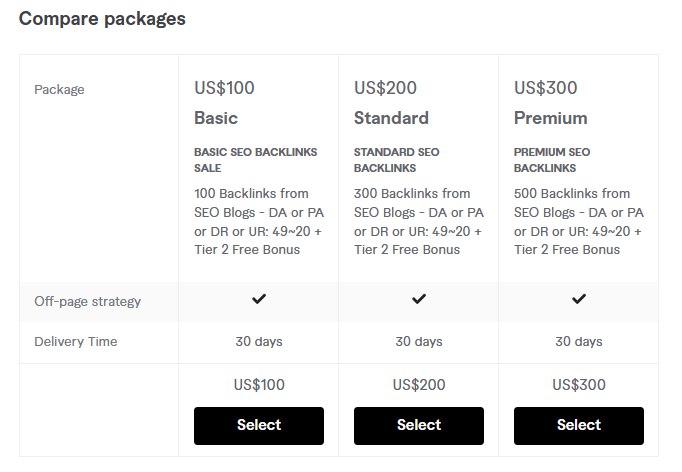 Compare packages
Package
US$100
Basic
BASIC SEO BACKLINKS
SALE
100 Backlinks from
SEO Blogs - DA or PA
or DR or UR: 49~20 +
Tier 2 Free Bonus
US$200
Standard
STANDARD SEO
BACKLINKS
300 Backlinks from
SEO Blogs - DA or PA
or DR or UR: 49~20 +
Tier 2 Free Bonus
US$300
Premium
PREMIUM SEO
BACKLINKS
500 Backlinks from
SEO Blogs - DA or PA
or DR or UR: 49~20 +
Tier 2 Free Bonus
Off-page strategy
Delivery Time
30 days
30 days
30 days
US$100
US$200
US$300
Select
Select
Select